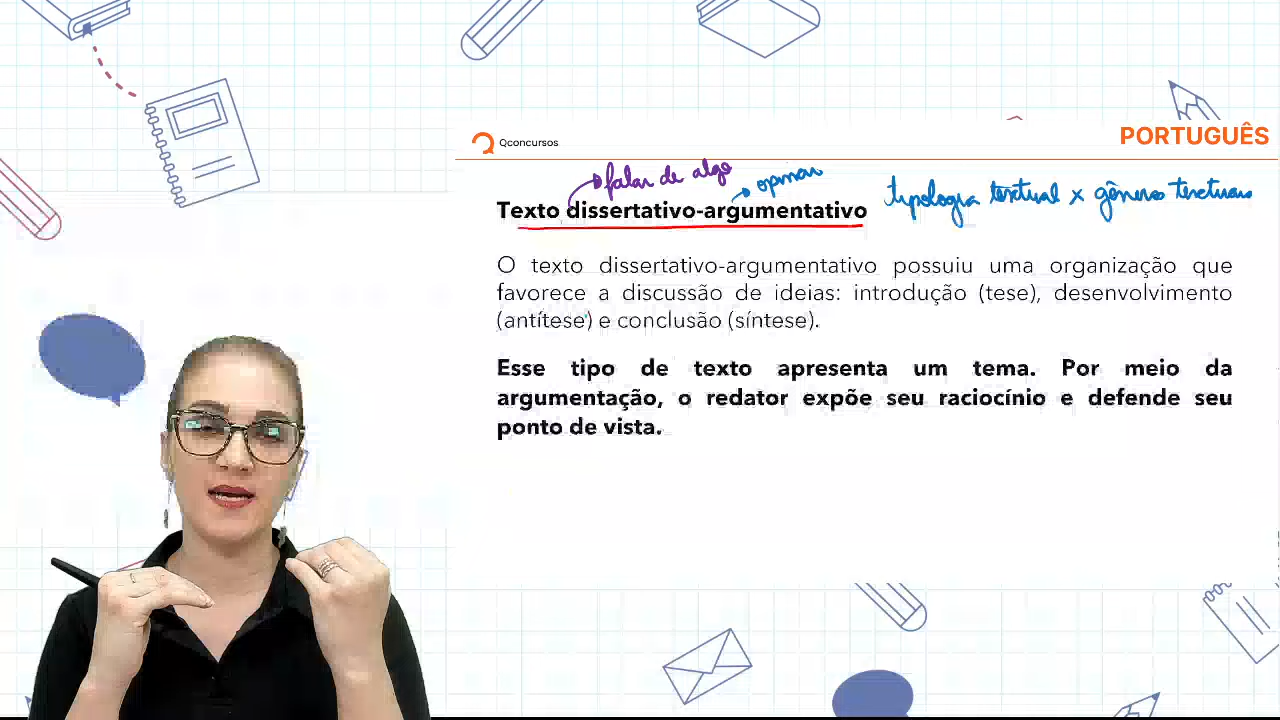 PORTUGUÊS
Qconcursos
falar de algo
opinar
Texto dissertativo-argumentativo
tipologia textual x gêneros textuais
O texto dissertativo-argumentativo possuiu uma organização que
favorece a discussão de ideias: introdução (tese), desenvolvimento
(antítese) e conclusão (síntese).
Esse tipo de texto apresenta um tema. Por meio da
argumentação, o redator expõe seu raciocínio e defende seu
ponto de vista.